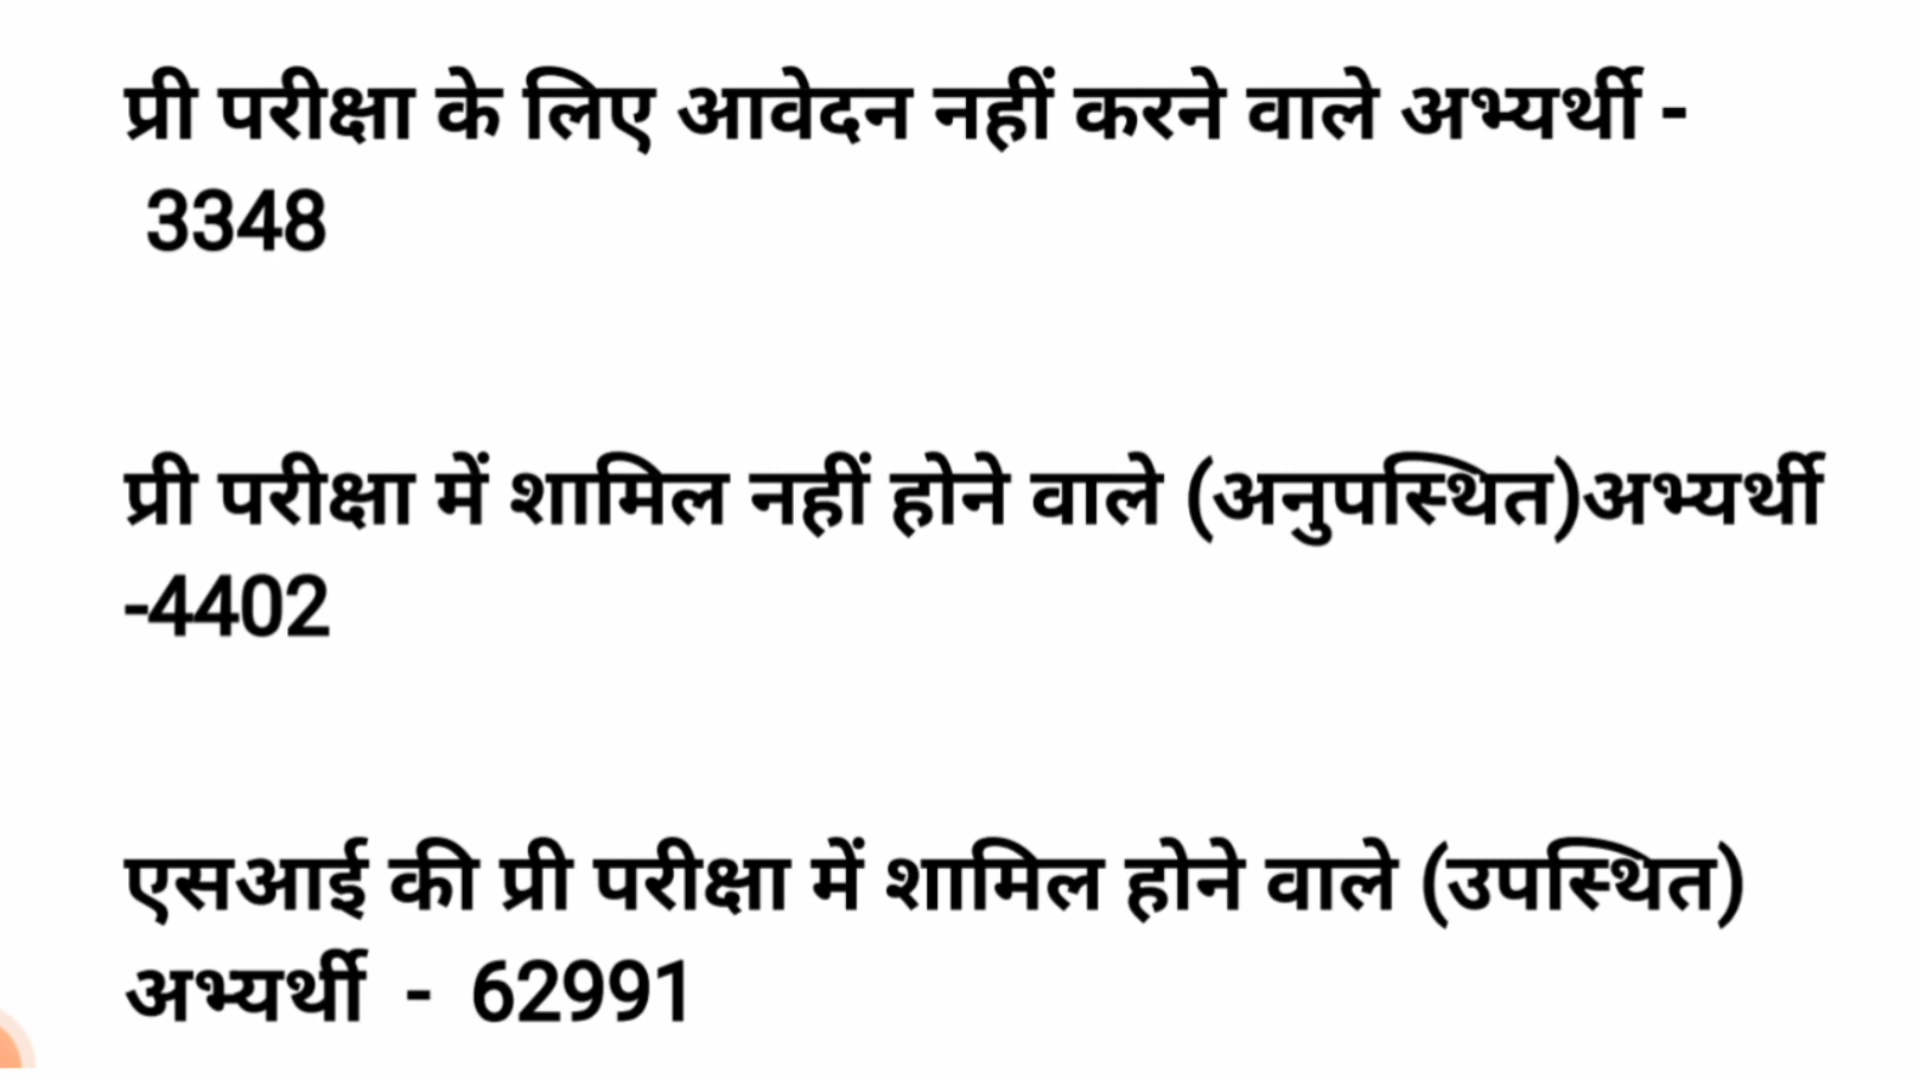 प्री परीक्षा के लिए आवेदन नहीं करने वाले अभ्यर्थी -
3348
प्री परीक्षा में शामिल नहीं होने वाले (अनुपस्थित)अभ्यर्थी
-4402
एसआई की प्री परीक्षा में शामिल होने वाले (उपस्थित)
अभ्यर्थी - 62991